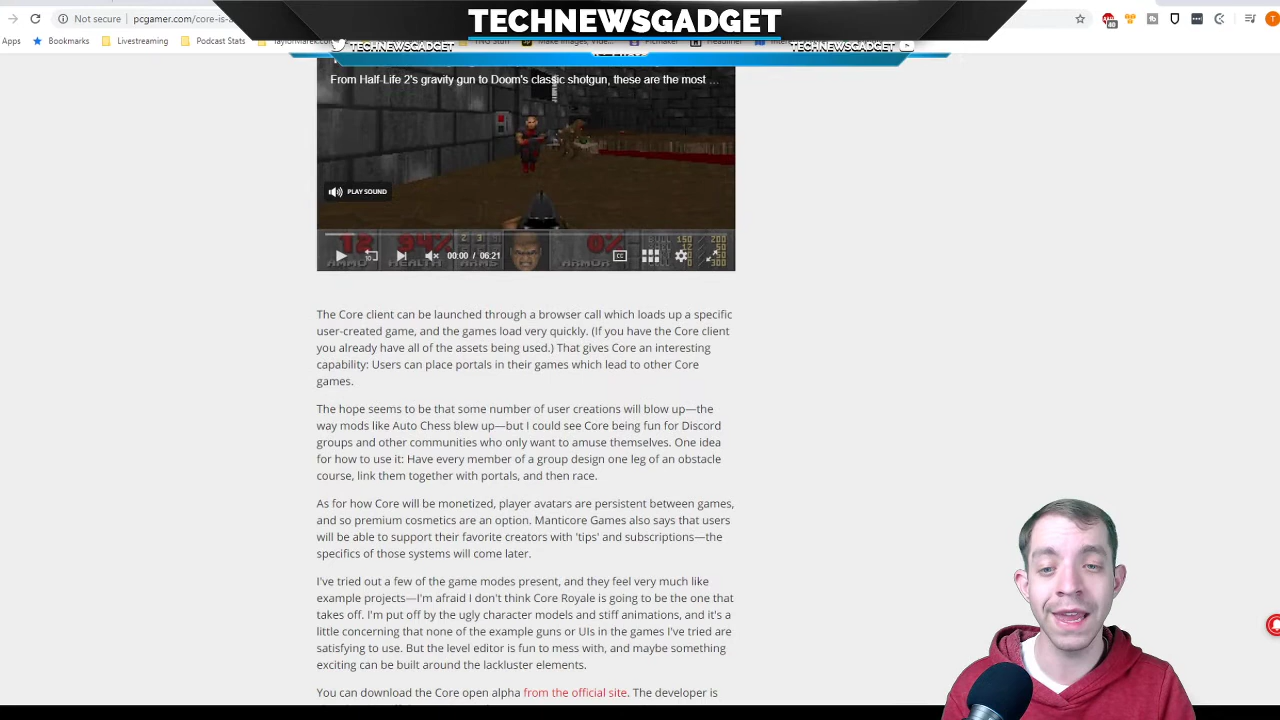 TECHNEWSGADGET
Not secure | pcgamer.com/core-is-a
40
T
Apps Bookmarks Livestreaming Podcast Stats
TECHNEWSGADGET TECHNEWSGADGET
From Half-Life 2's gravity gun to Doom's classic shotgun, these are the most ...
PLAY SOUND
00:00 / 06:21
CC
12 94% 0%
AMMO HEALTH ARMS ARMOR
The Core client can be launched through a browser call which loads up a specific
user-created game, and the games load very quickly. (If you have the Core client
you already have all of the assets being used.) That gives Core an interesting
capability: Users can place portals in their games which lead to other Core
games.
The hope seems to be that some number of user creations will blow up—the
way mods like Auto Chess blew up—but I could see Core being fun for Discord
groups and other communities who only want to amuse themselves. One idea
for how to use it: Have every member of a group design one leg of an obstacle
course, link them together with portals, and then race.
As for how Core will be monetized, player avatars are persistent between games,
and so premium cosmetics are an option. Manticore Games also says that users
will be able to support their favorite creators with 'tips' and subscriptions—the
specifics of those systems will come later.
I've tried out a few of the game modes present, and they feel very much like
example projects—I'm afraid I don't think Core Royale is going to be the one that
takes off. I'm put off by the ugly character models and stiff animations, and it's a
little concerning that none of the example guns or UIs in the games I've tried are
satisfying to use. But the level editor is fun to mess with, and maybe something
exciting can be built around the lackluster elements.
You can download the Core open alpha from the official site. The developer is